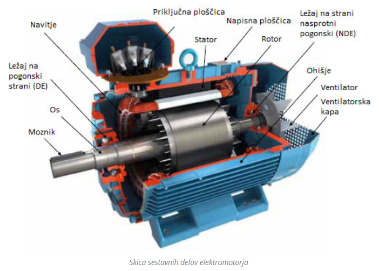 Priključna ploščica
Napisna ploščica
Ležaj na strani
nasprotni
pogonski (NDE)
Navitje
Stator
Rotor
Ohišje
Ležaj na
pogonski
strani (DE)
Ventilator
Ventilatorska
kapa
Os
Moznik
Skica sestavnih delov elektromotorja